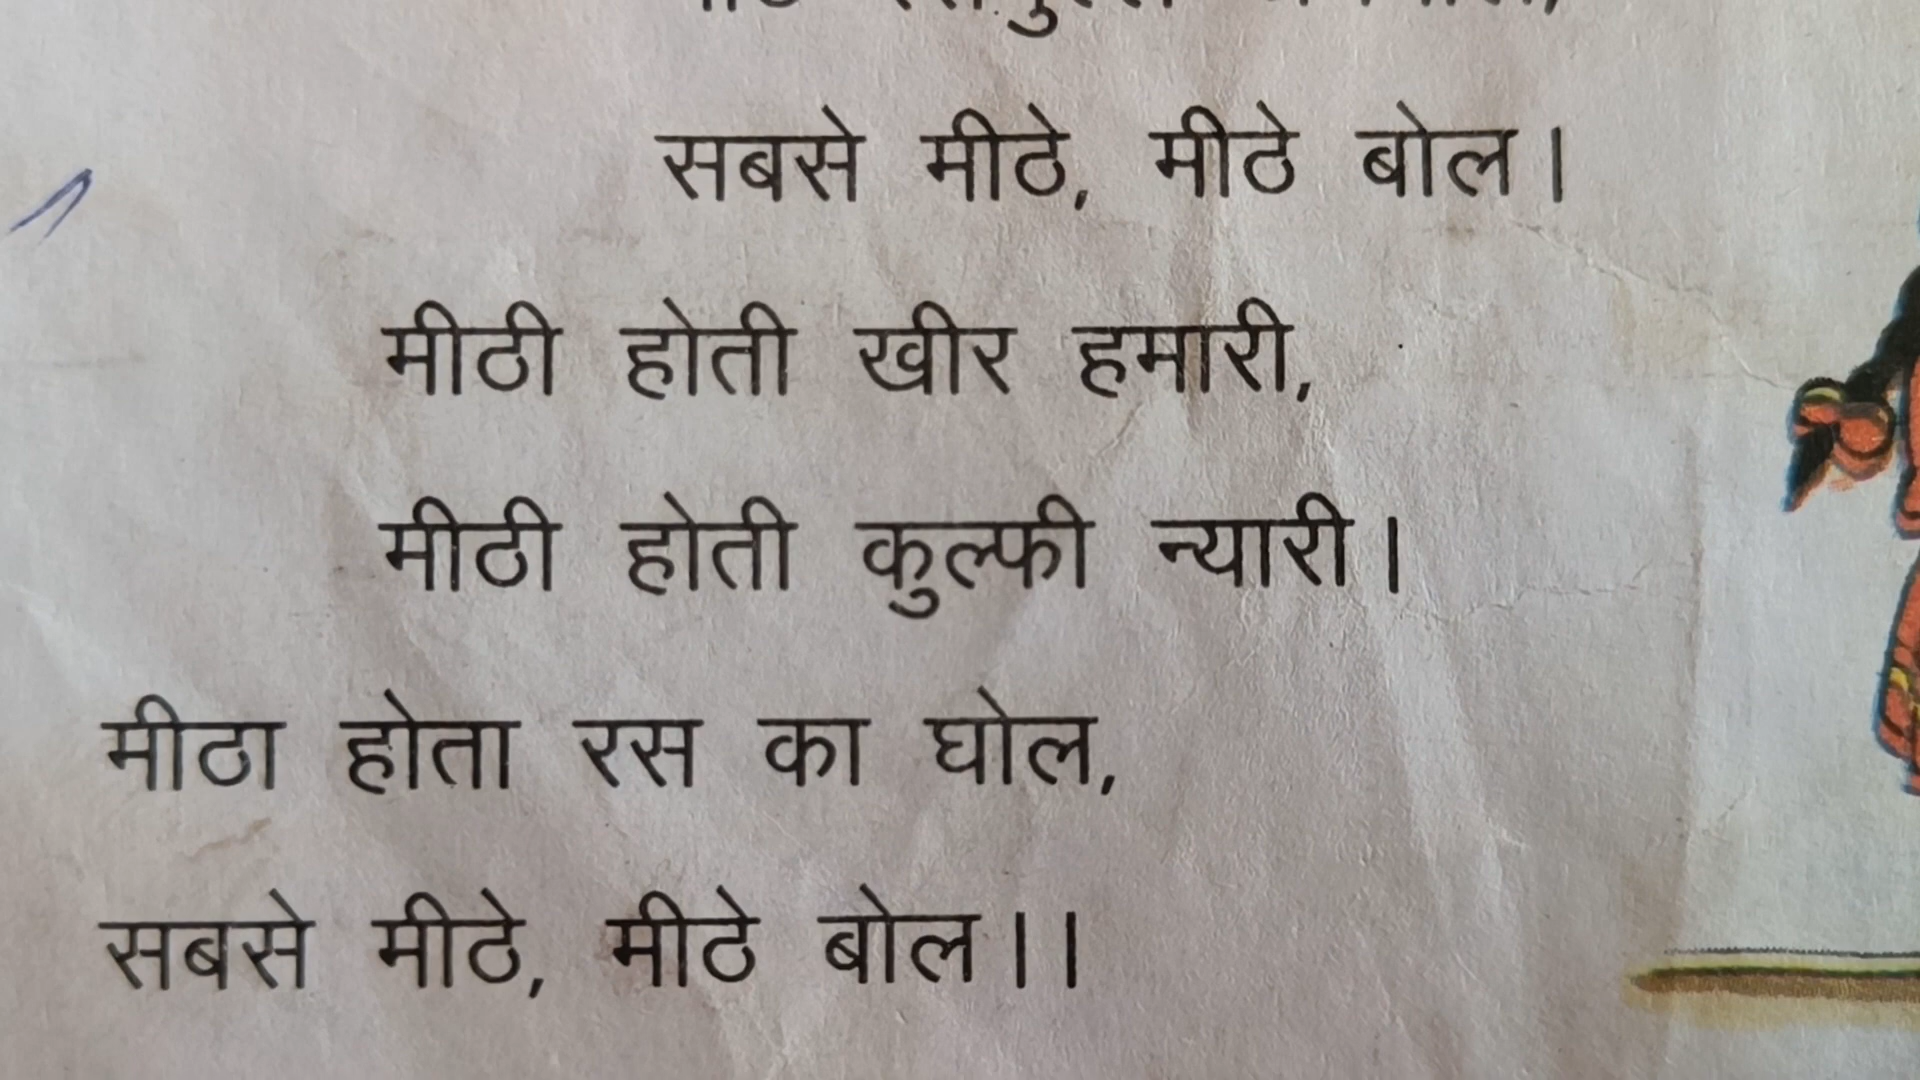 सबसे मीठे, मीठे बोल।
मीठी होती खीर हमारी,
मीठी होती कुल्फी न्यारी।
मीठा होता रस का घोल,
सबसे मीठे, मीठे बोल।।